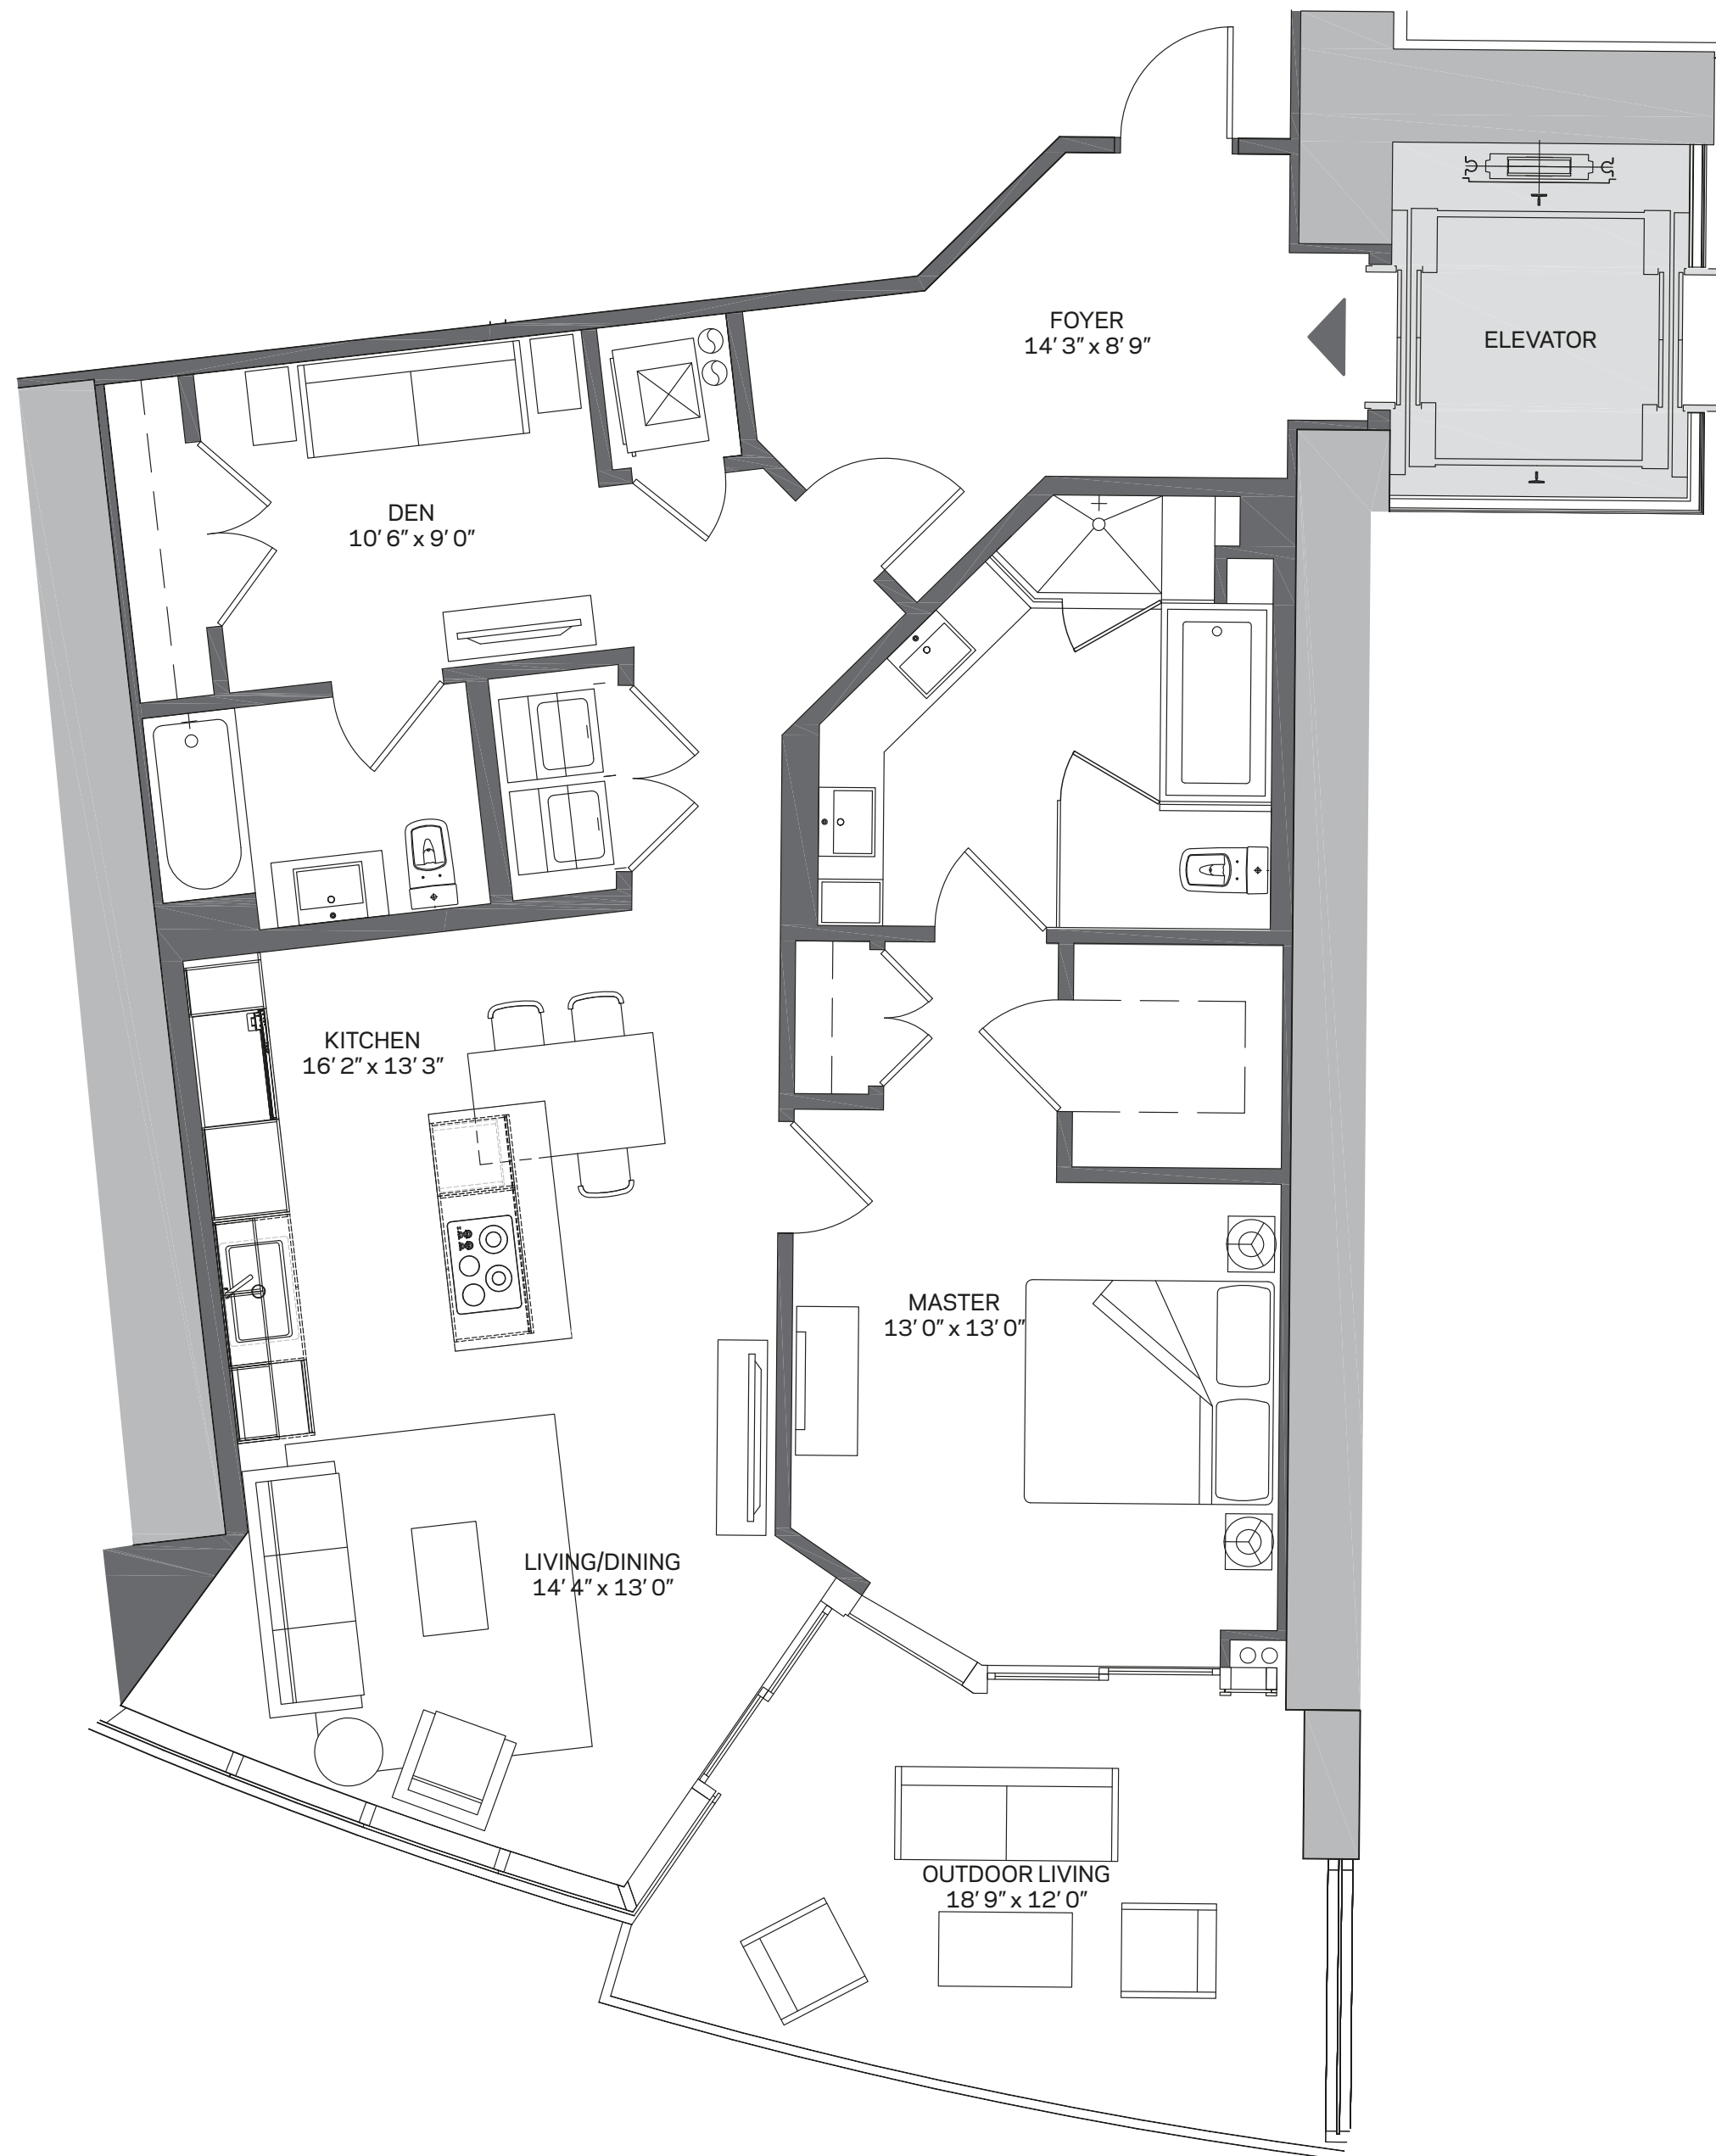 FOYER
14' 3" x 8' 9"
ELEVATOR
DEN
10' 6" x 9' 0"
KITCHEN
16' 2" x 13' 3"
MASTER
13' 0" x 13' 0"
LIVING/DINING
14' 4" x 13' 0"
OUTDOOR LIVING
18' 9" x 12' 0"